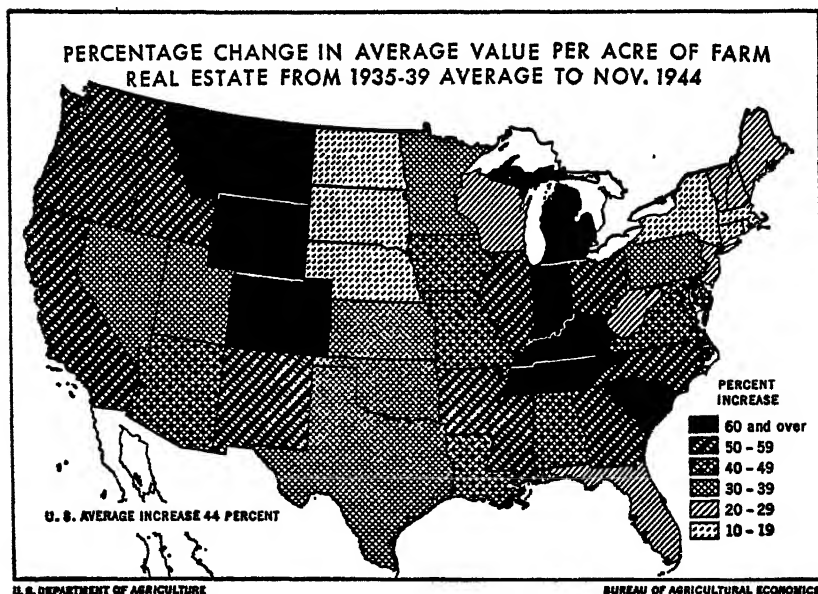 PERCENTAGE CHANGE IN AVERAGE VALUE PER ACRE OF FARM
REAL ESTATE FROM 1935-39 AVERAGE TO NOV. 1944
PERCENT
INCREASE
60 and over
50 - 59
40 - 49
30 - 39
20 - 29
10 - 19
U. S. AVERAGE INCREASE 44 PERCENT
U. S. DEPARTMENT OF AGRICULTURE
BUREAU OF AGRICULTURAL ECONOMICS